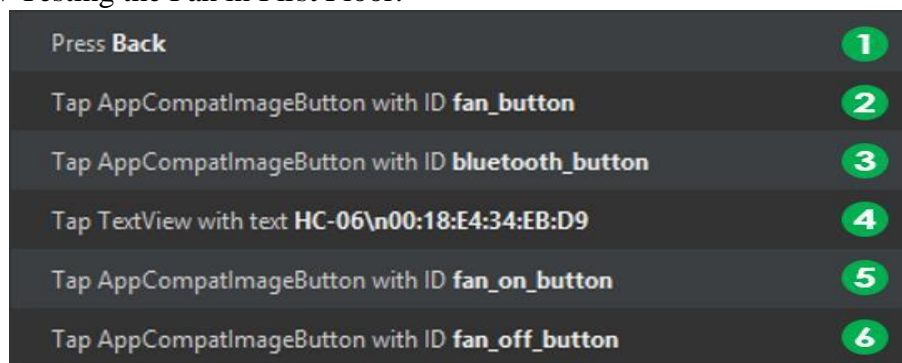 Testing the Fan in First Floor:
Press Back 1
Tap AppCompatImageButton with ID fan_button 2
Tap AppCompatImageButton with ID bluetooth_button 3
Tap TextView with text HC-06\n00:18:E4:34:EB:D9 4
Tap AppCompatImageButton with ID fan_on_button 5
Tap AppCompatImageButton with ID fan_off_button 6